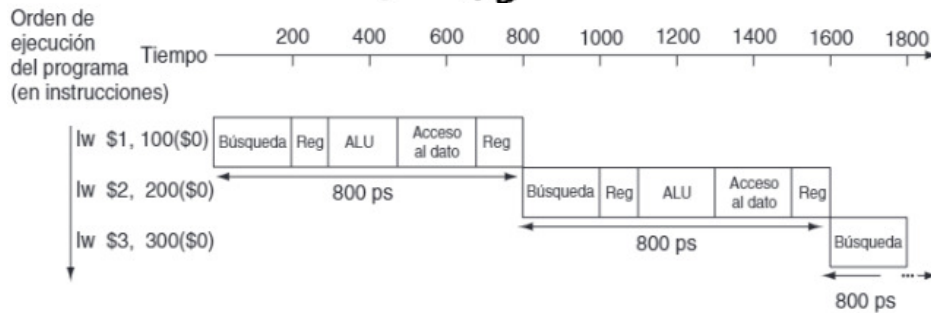 Orden de
ejecución
del programa
(en instrucciones)
Tiempo
200 400 600 800 1000 1200 1400 1600 1800
lw $1, 100($0) Búsqueda Reg ALU Acceso al dato Reg
800 ps
lw $2, 200($0) Búsqueda Reg ALU Acceso al dato Reg
800 ps
lw $3, 300($0) Búsqueda
...
800 ps